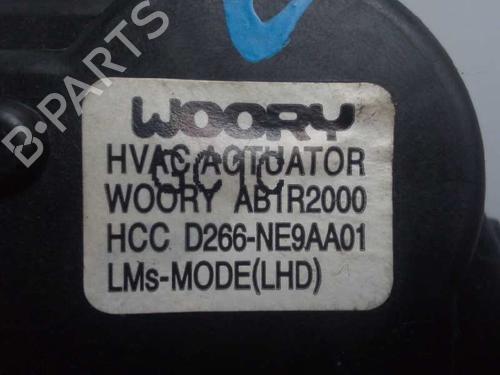 B-PARTS
WOORY
HVAC ACTUATOR
WOORY AB1R2000
HCC D266-NE9AA01
LMs-MODE(LHD)